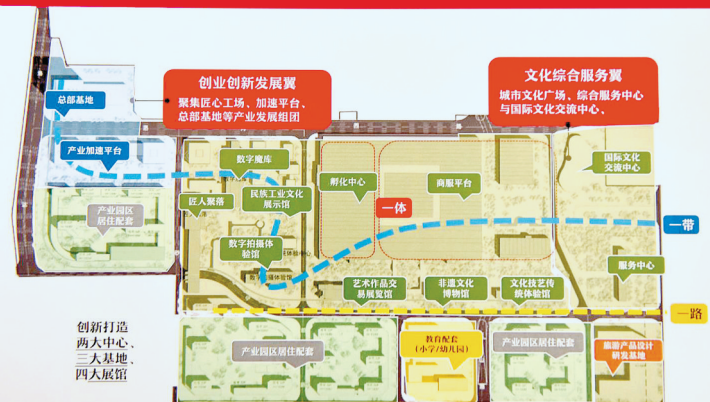 创业创新发展翼
聚集匠心工场、加速平台、
总部基地等产业发展组团
文化综合服务翼
城市文化广场、综合服务中心
与国际文化交流中心、
总部基地
产业加速平台
数字魔库
国际文化
交流中心
孵化中心
商服平台
匠人聚落
民族工业文化
展示馆
一体
产业园区
居住配套
一带
数字拍摄体
验馆
服务中心
艺术作品交
易展览馆
非遗文化
博物馆
文化技艺传
统体验馆
一路
创新打造
两大中心、
三大基地、
四大展馆
产业园区居住配套
教育配套
(小学/幼儿园)
产业园区居住配套
旅游产品设计
研发基地